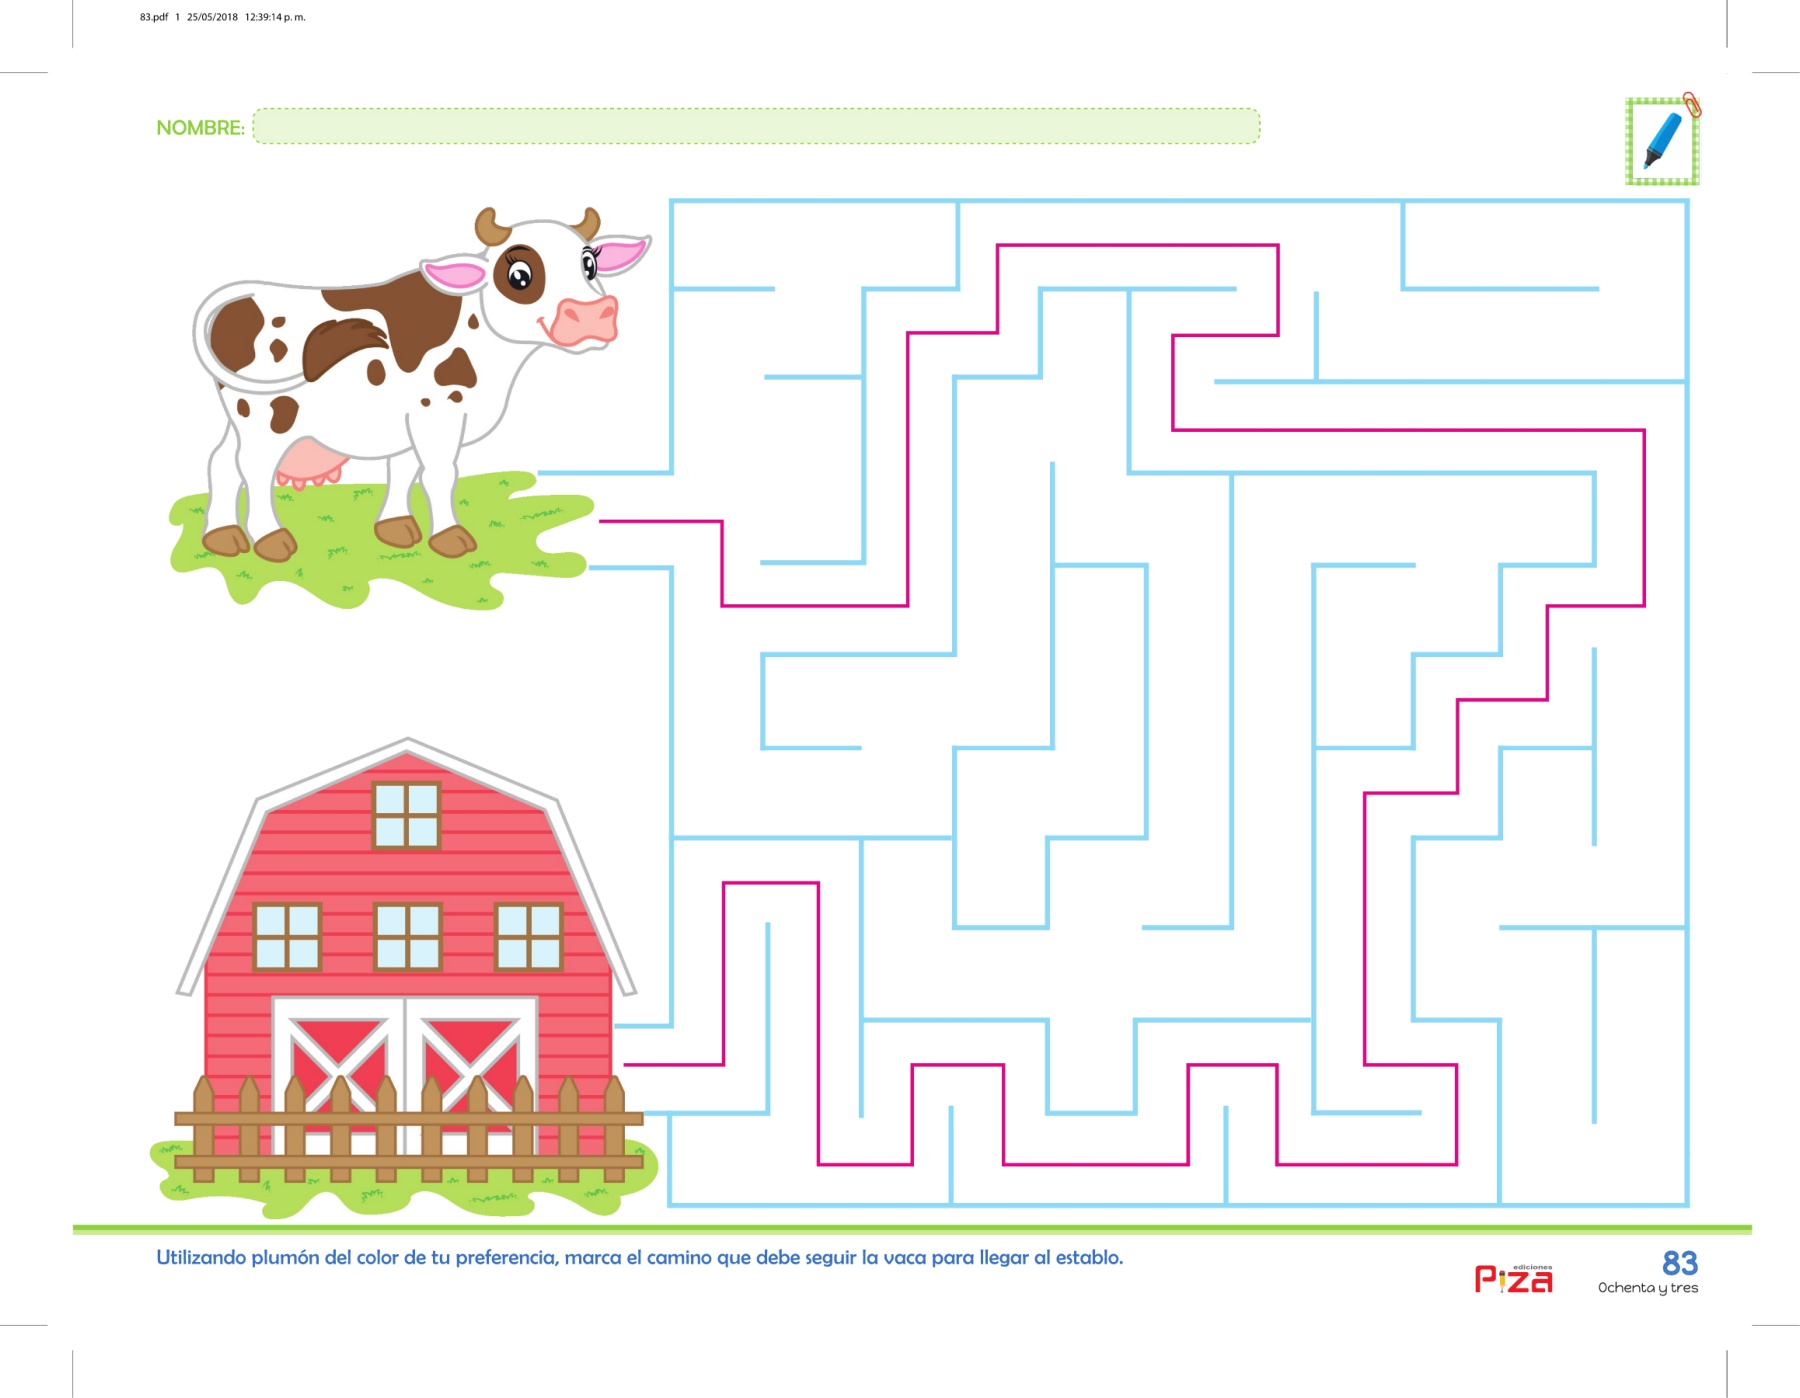 83.pdf 1 25/05/2018 12:39:14 p. m.
NOMBRE:
Utilizando plumón del color de tu preferencia, marca el camino que debe seguir la vaca para llegar al establo.
ediciones
Piza
83
Ochenta y tres